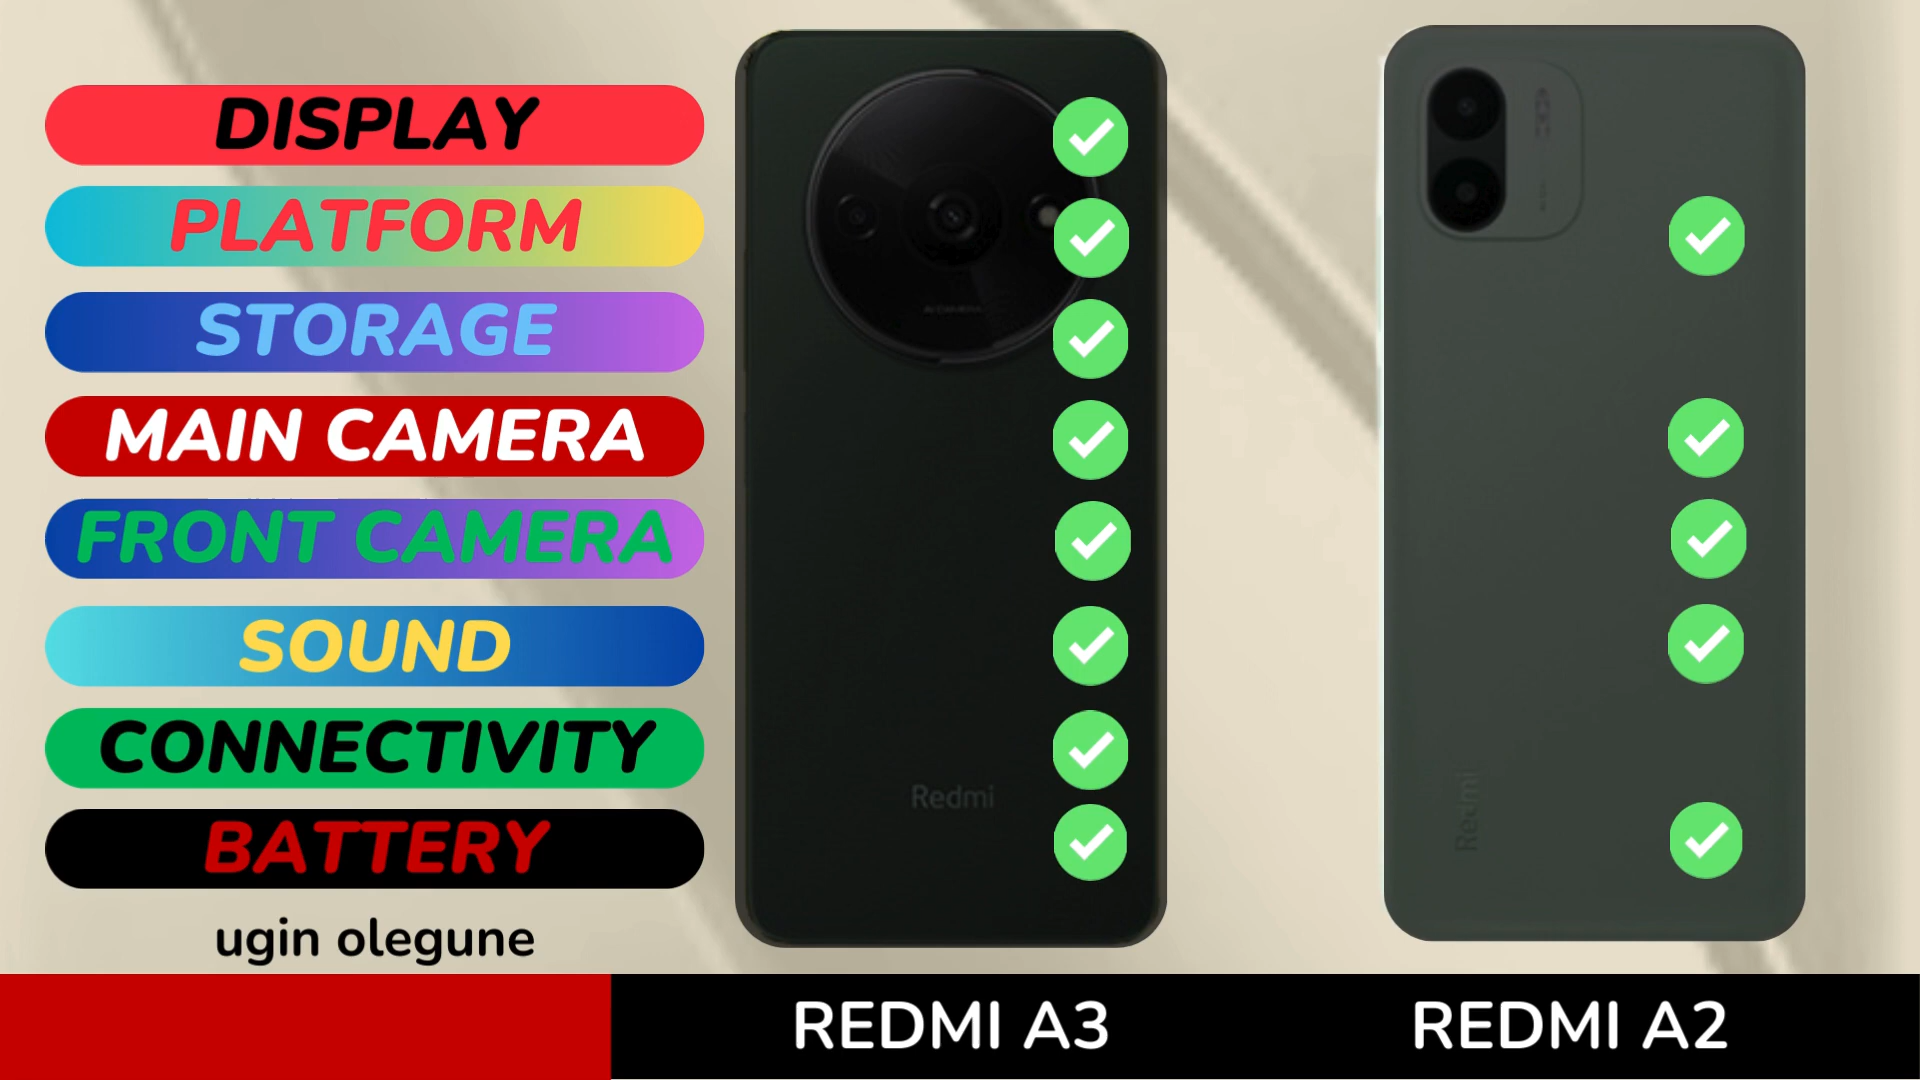 DISPLAY
PLATFORM
STORAGE
MAIN CAMERA
FRONT CAMERA
SOUND
CONNECTIVITY
BATTERY
ugin olegune
Redmi
Redmi
REDMI A3
REDMI A2